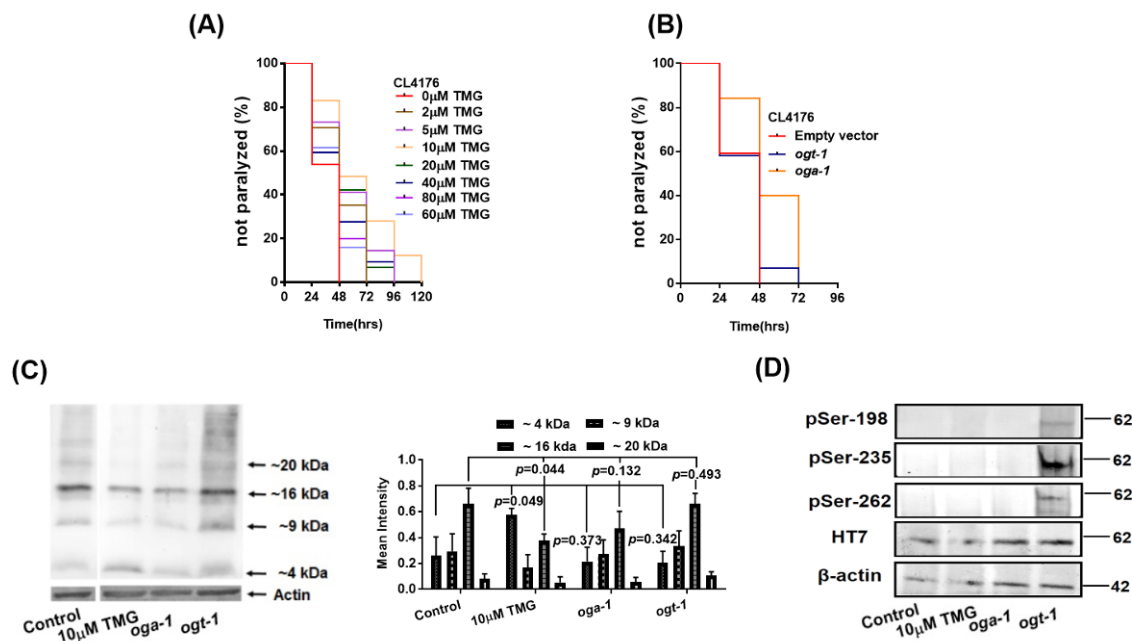 (A)
not paralyzed (%)
100
80
60
40
20
0
0 24 48 72 96 120
Time(hrs)
CL4176
0μM TMG
2μM TMG
5μM TMG
10μM TMG
20μM TMG
40μM TMG
80μM TMG
60μM TMG
(B)
not paralyzed (%)
100
80
60
40
20
0
0 24 48 72 96
Time(hrs)
CL4176
Empty vector
ogt-1
oga-1
(C)
~20 kDa
~16 kDa
~9 kDa
~4 kDa
Actin
Control
10μM TMG
oga-1
ogt-1
~ 4 kDa ~ 9 kDa
~ 16 kda ~ 20 kDa
Mean Intensity
1.0
0.8
0.6
0.4
0.2
0.0
p=0.044 p=0.132 p=0.493
p=0.049
p=0.373 p=0.342
Control
10μM TMG
oga-1
ogt-1
(D)
pSer-198 62
pSer-235 62
pSer-262 62
HT7 62
β-actin 42
Control
10μM TMG
oga-1
ogt-1